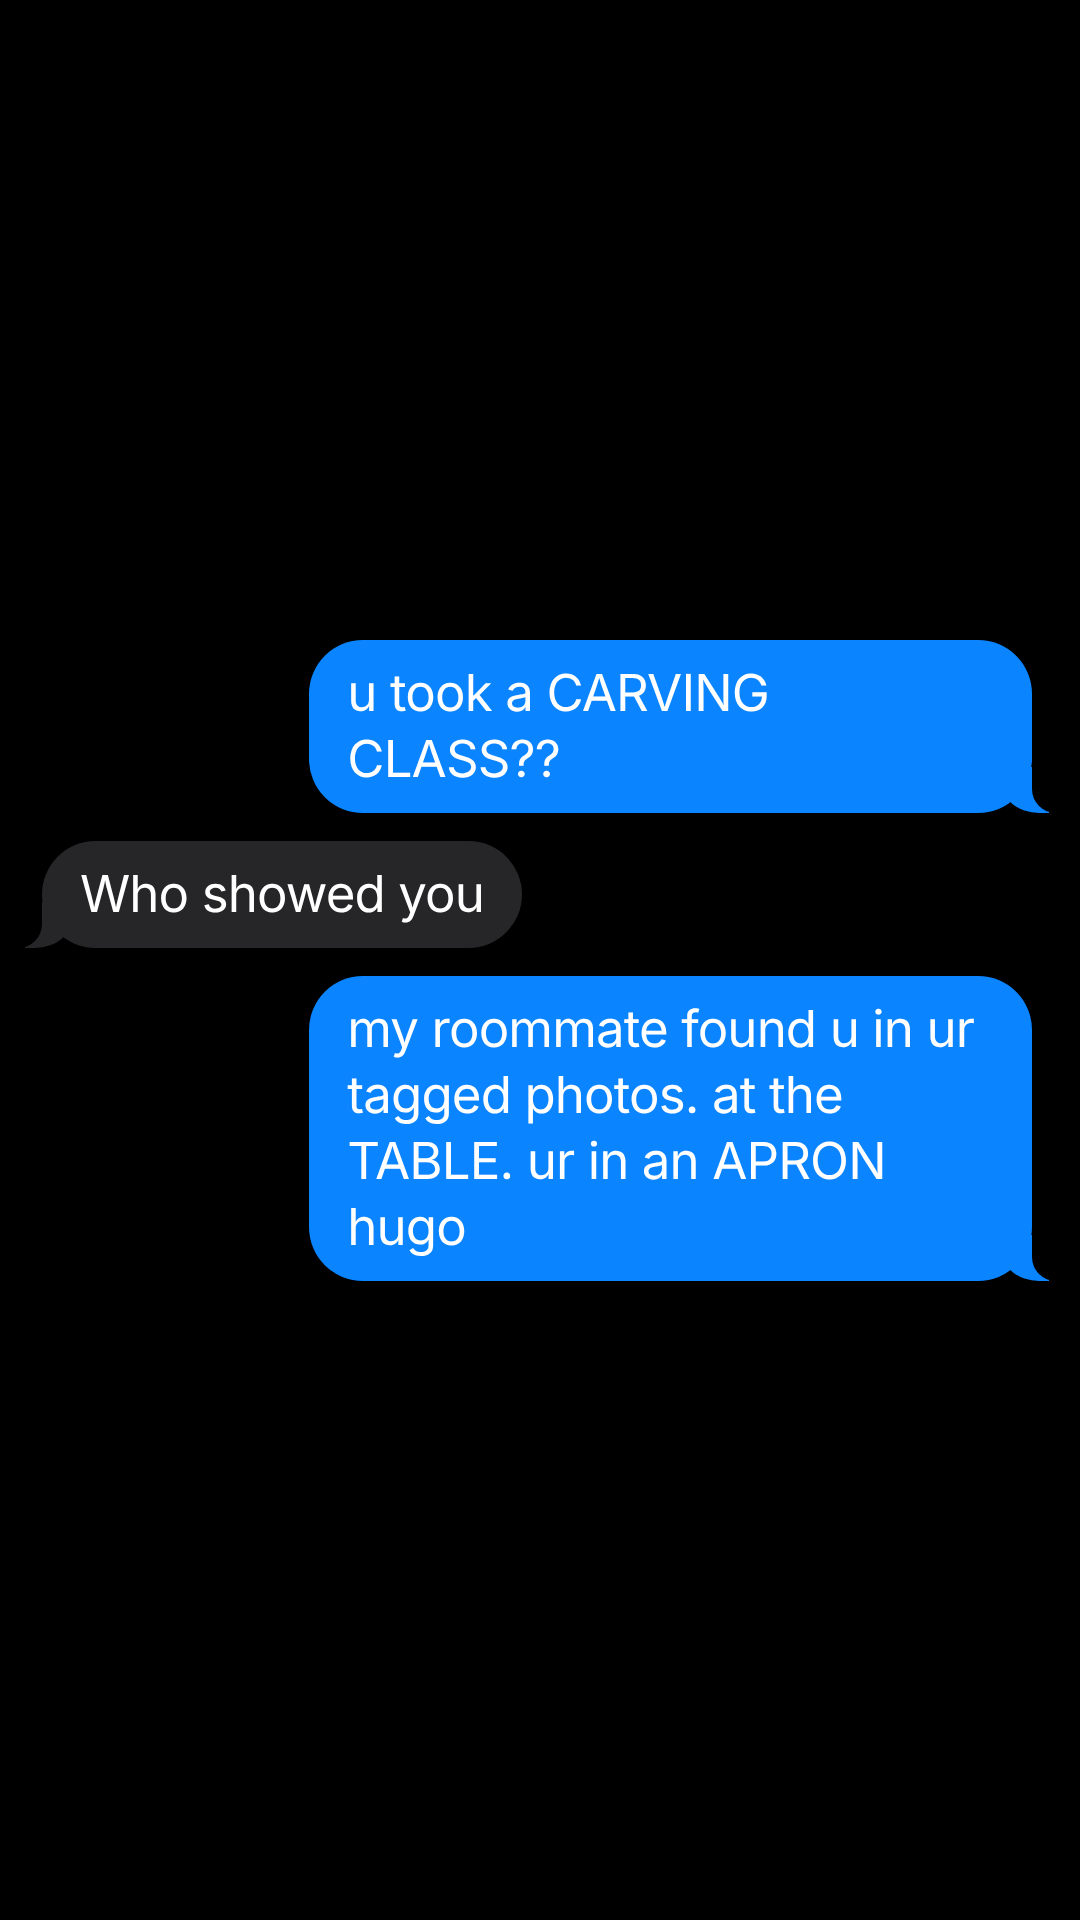 u took a CARVING
CLASS??
Who showed you
my roommate found u in ur
tagged photos. at the
TABLE. ur in an APRON
hugo